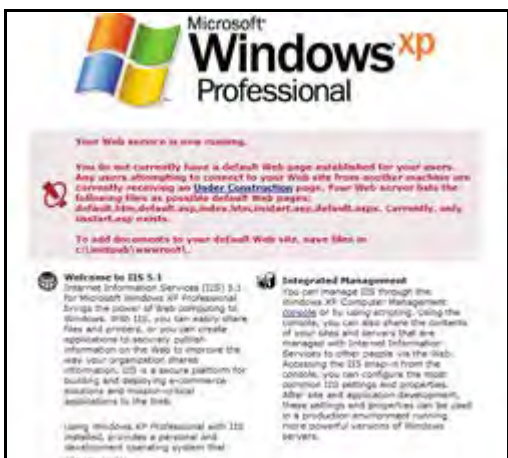 Microsoft
Windows xp
Professional
Your Web service is now running.
You do not currently have a default Web page established for your users.
Any users attempting to connect to your Web site from another machine are
currently receiving an Under Construction page. Your Web server lists the
following files as possible default Web pages:
default.htm,default.asp,index.htm,iisstart.asp,default.aspx. Currently, only
iisstart.asp exists.
To add documents to your default Web site, save files in
c:\inetpub\wwwroot\.
Welcome to IIS 5.1
Internet Information Services (IIS) 5.1
for Microsoft Windows XP Professional
brings the power of Web computing to
Windows. With IIS, you can easily share
files and printers, or you can create
applications to securely publish
information on the Web to improve the
way your organization shares
information. IIS is a secure platform for
building and deploying e-commerce
solutions and mission-critical
applications to the Web.
Using Windows XP Professional with IIS
installed, provides a personal and
development operating system that
Integrated Management
You can manage IIS through the
Windows XP Computer Management
console or by using scripting. Using the
console, you can also share the contents
of your sites and servers that are
managed with Internet Information
Services to other people via the Web.
Accessing the IIS snap-in from the
console, you can configure the most
common IIS settings and properties.
After site and application development,
these settings and properties can be used
in a production environment running
more powerful versions of Windows
servers.